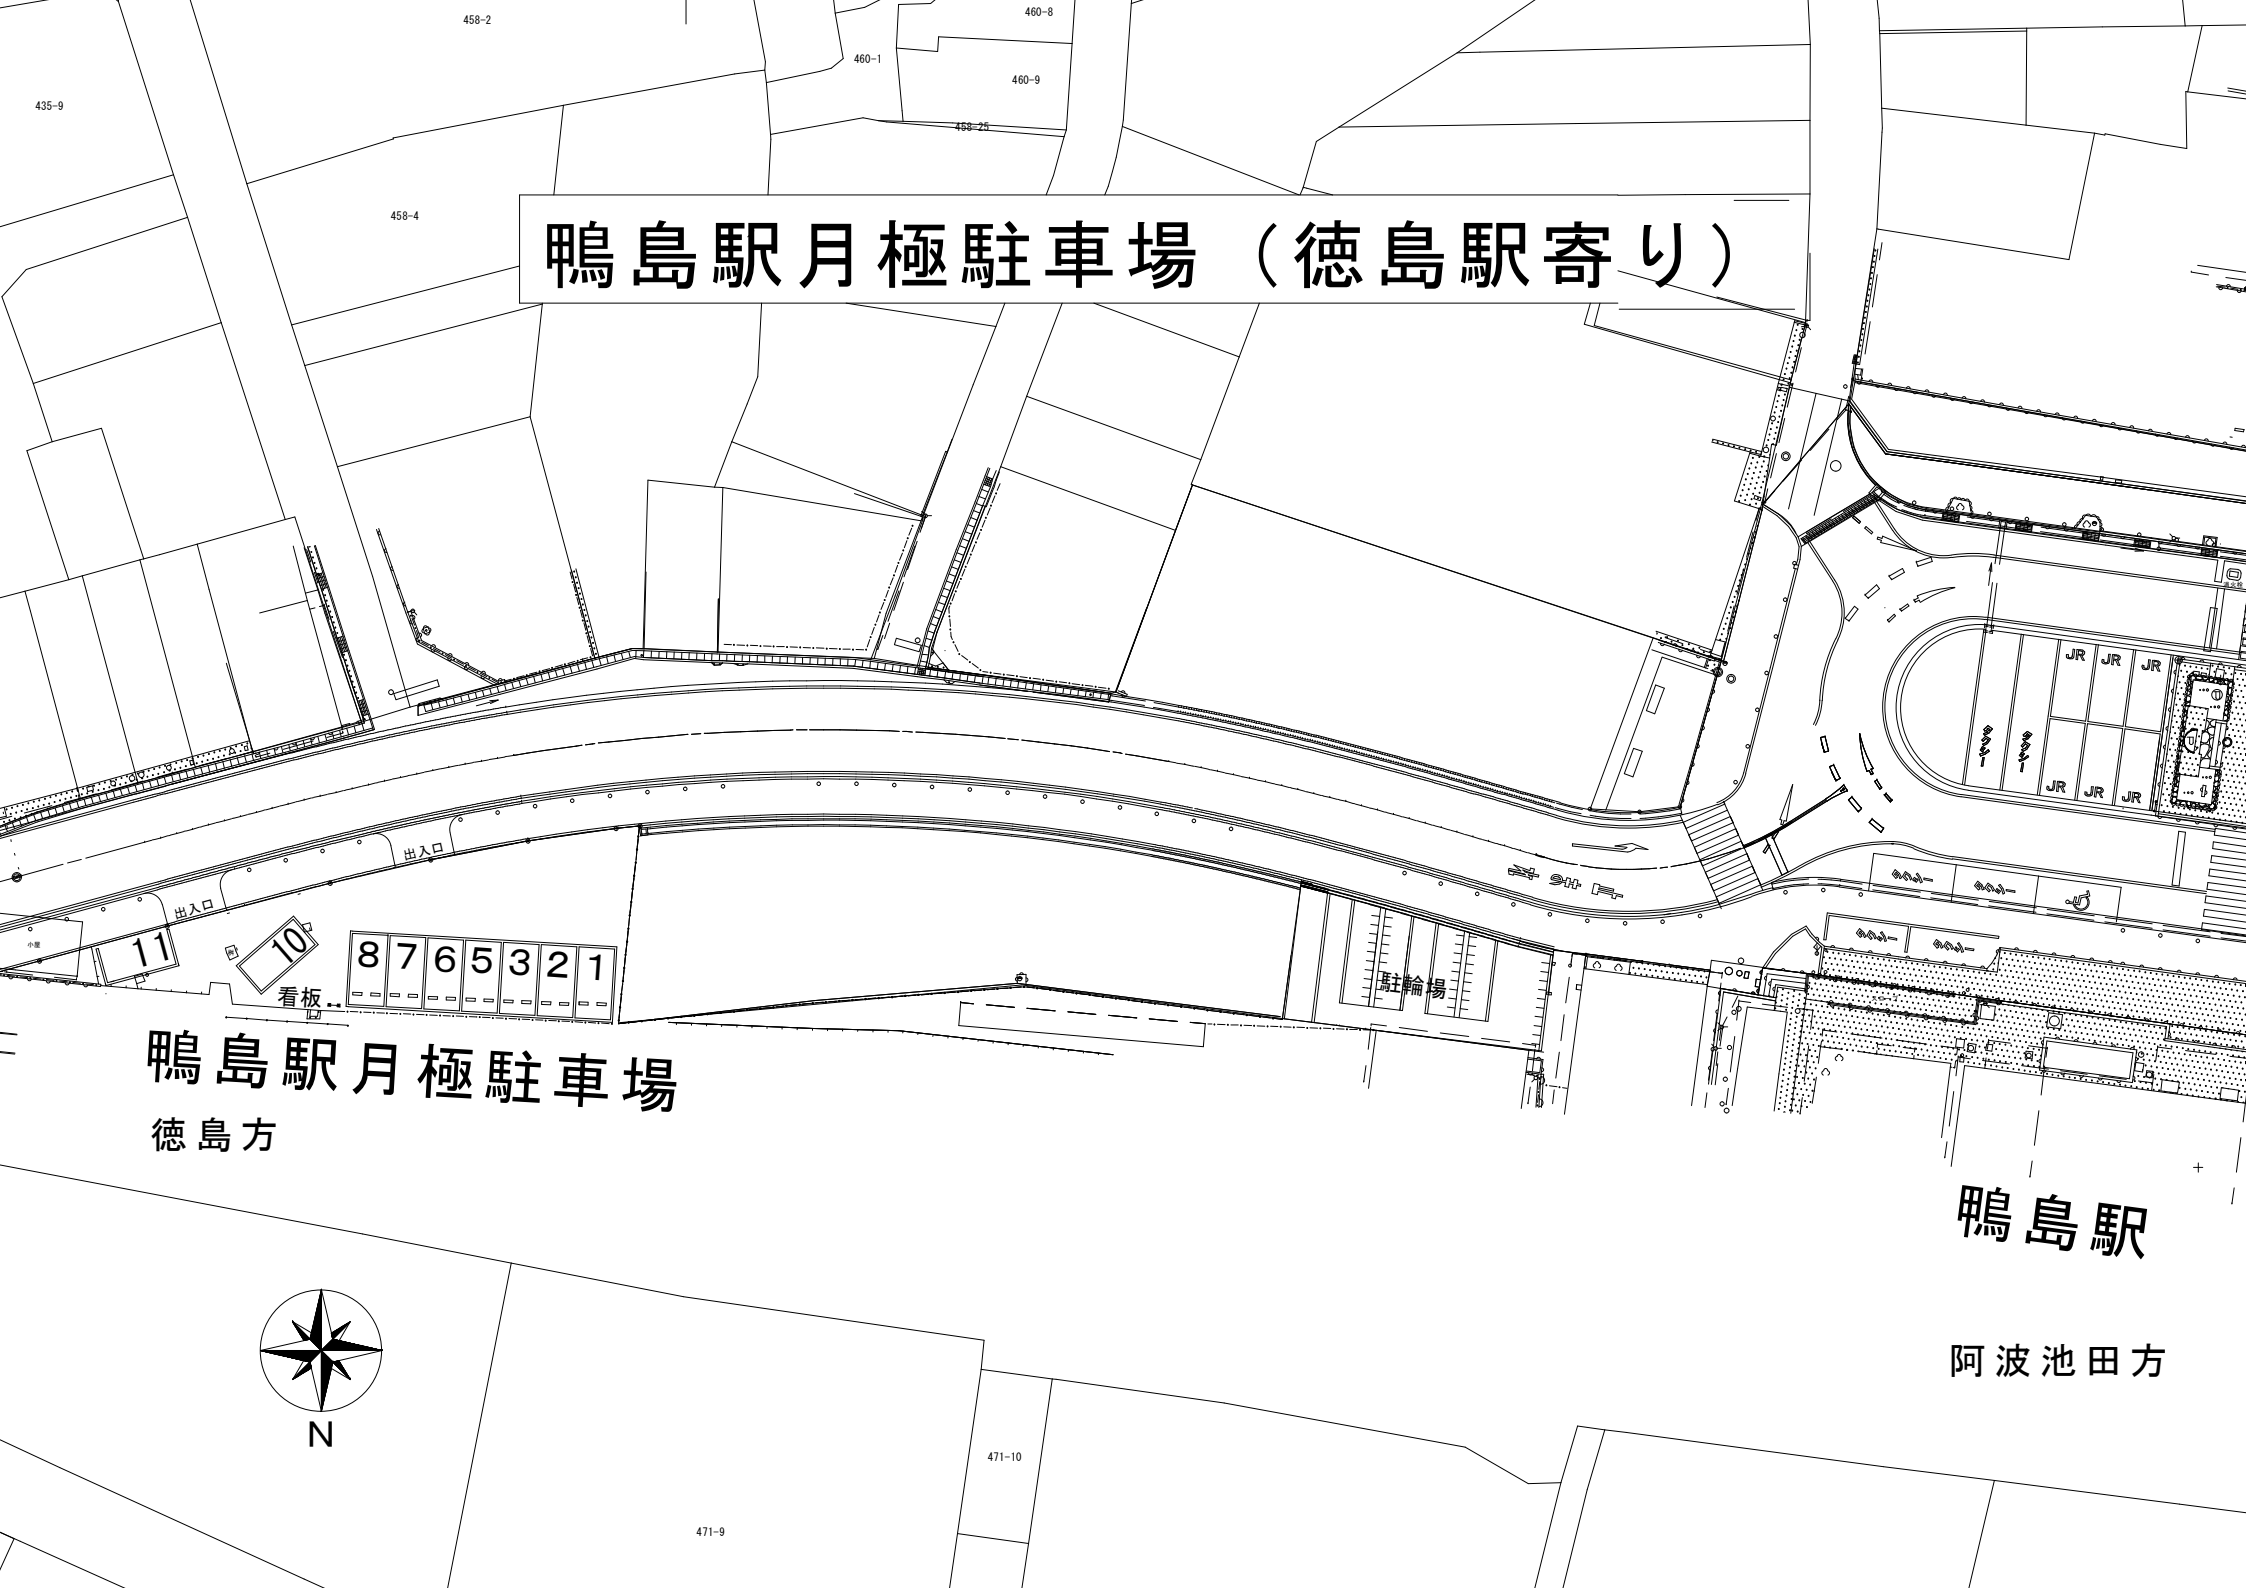 458-2
460-8
460-1
460-9
435-9
458-25
458-4
鴨島駅月極駐車場（徳島駅寄り）
JR JR JR
タクシー
タクシー
JR JR JR
出入口
出入口
タクシー
タクシー
タクシー
タクシー
小屋
11
10
8 7 6 5 3 2 1
看板
駐輪場
鴨島駅月極駐車場
徳島方
鴨島駅
阿波池田方
N
471-10
471-9